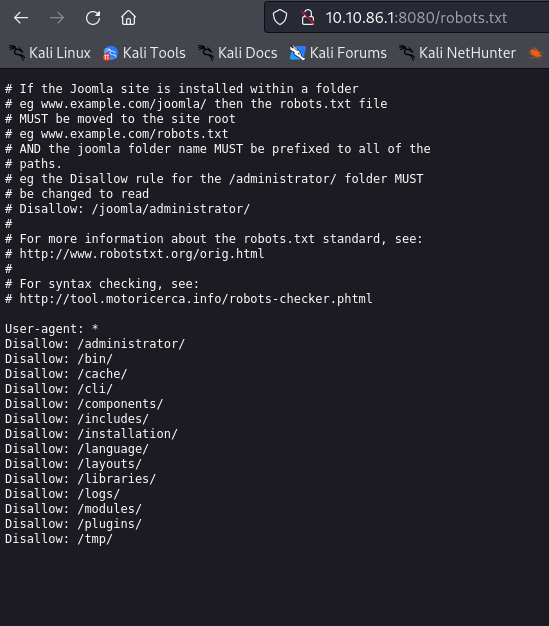 10.10.86.1:8080/robots.txt
Kali Linux Kali Tools Kali Docs Kali Forums Kali NetHunter
# If the Joomla site is installed within a folder
# eg www.example.com/joomla/ then the robots.txt file
# MUST be moved to the site root
# eg www.example.com/robots.txt
# AND the joomla folder name MUST be prefixed to all of the
# paths.
# eg the Disallow rule for the /administrator/ folder MUST
# be changed to read
# Disallow: /joomla/administrator/
#
# For more information about the robots.txt standard, see:
# http://www.robotstxt.org/orig.html
#
# For syntax checking, see:
# http://tool.motoricerca.info/robots-checker.phtml
User-agent: *
Disallow: /administrator/
Disallow: /bin/
Disallow: /cache/
Disallow: /cli/
Disallow: /components/
Disallow: /includes/
Disallow: /installation/
Disallow: /language/
Disallow: /layouts/
Disallow: /libraries/
Disallow: /logs/
Disallow: /modules/
Disallow: /plugins/
Disallow: /tmp/